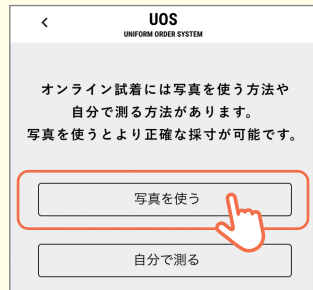 UOS
UNIFORM ORDER SYSTEM
オンライン試着には写真を使う方法や
自分で測る方法があります。
写真を使うとより正確な採寸が可能です。
写真を使う
自分で測る